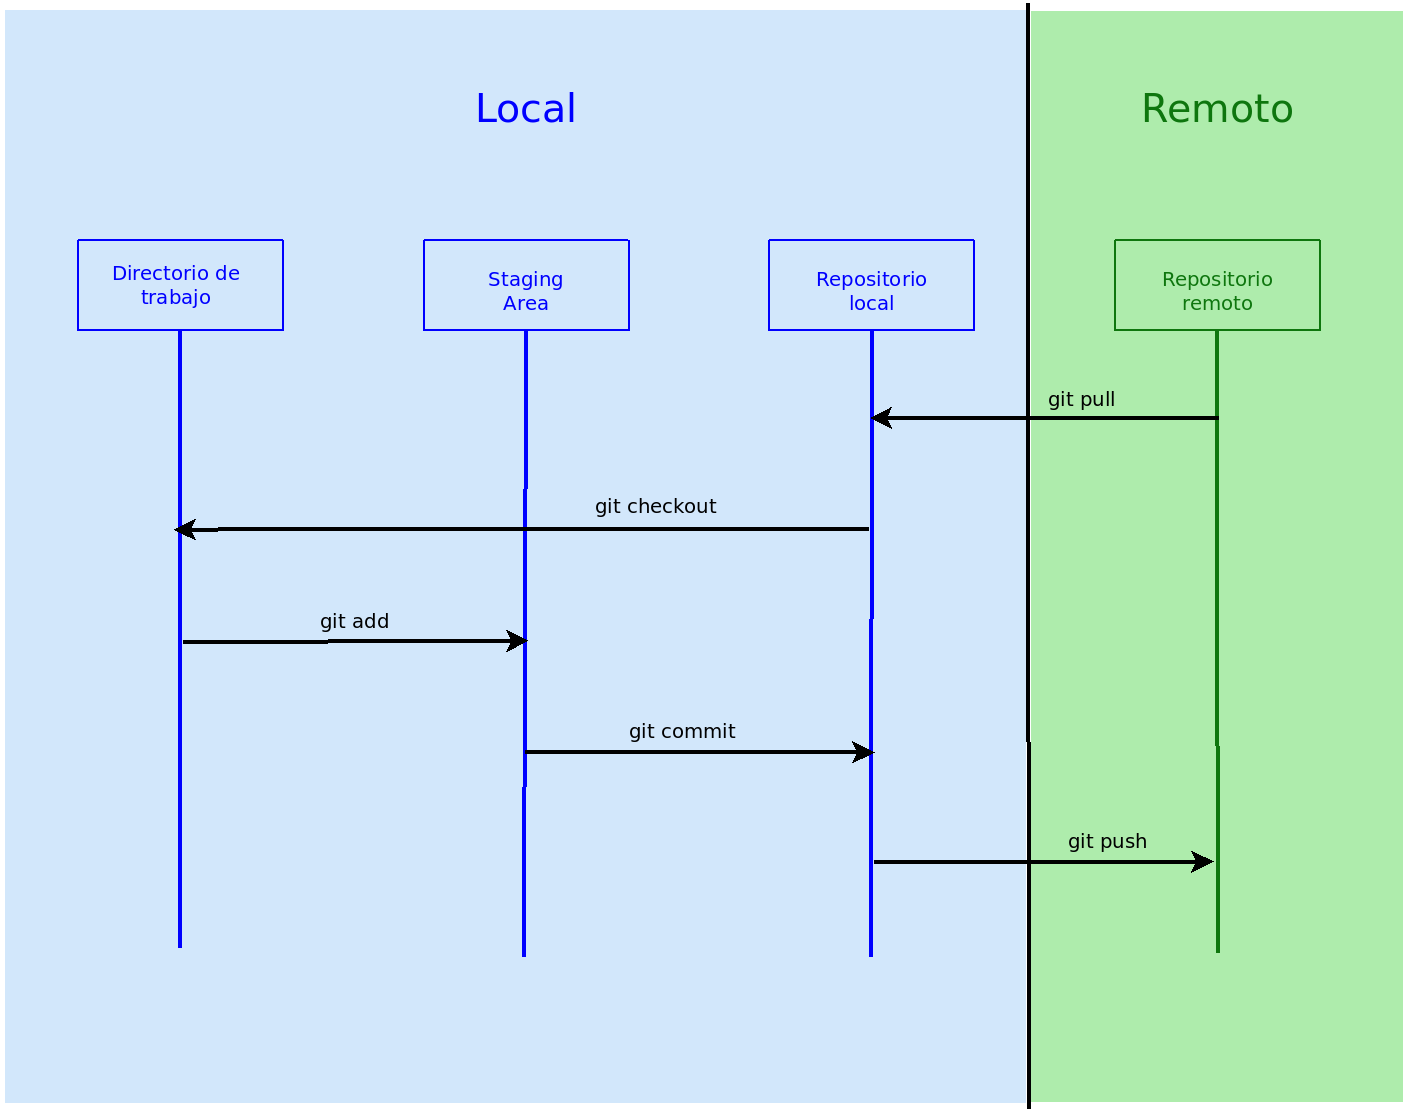 Local
Remoto
Directorio de
trabajo
Staging
Area
Repositorio
local
Repositorio
remoto
git pull
git checkout
git add
git commit
git push